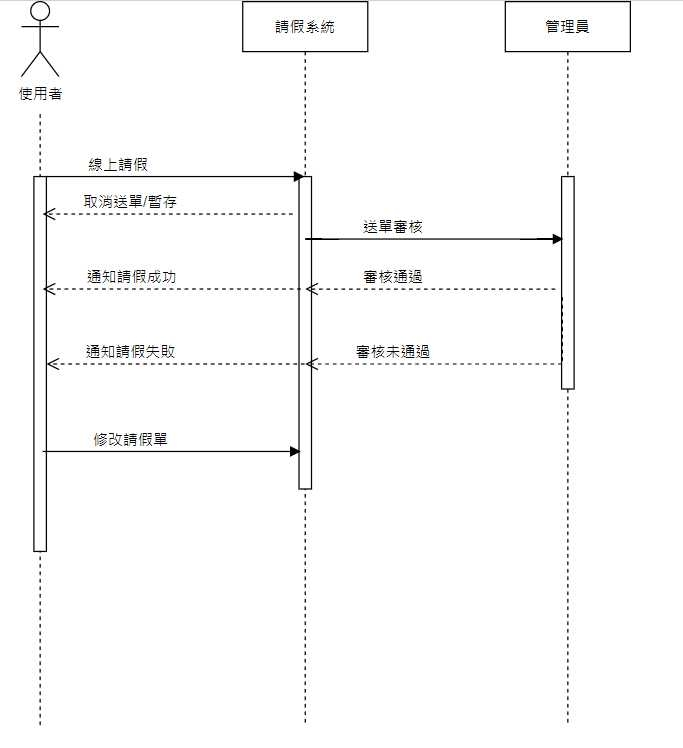 請假系統
管理員
使用者
線上請假
取消送單/暫存
送單審核
通知請假成功
審核通過
通知請假失敗
審核未通過
修改請假單